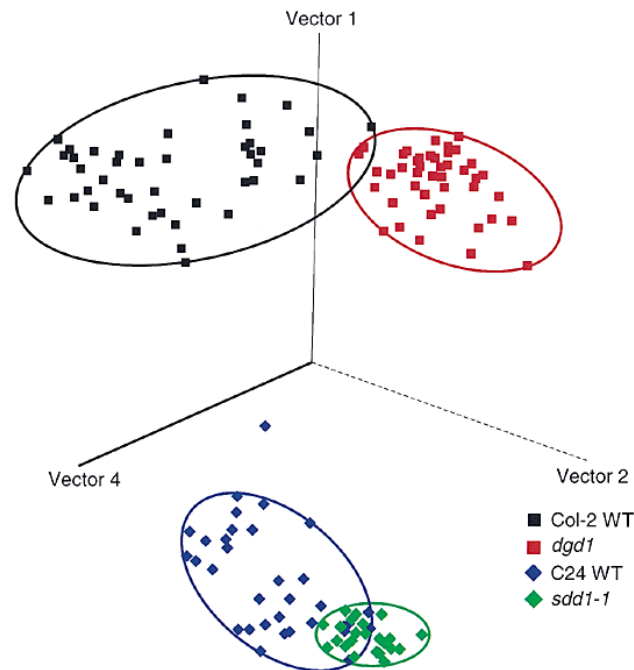 Vector 1
Vector 4
Vector 2
Col-2 WT
dgd1
C24 WT
sdd1-1